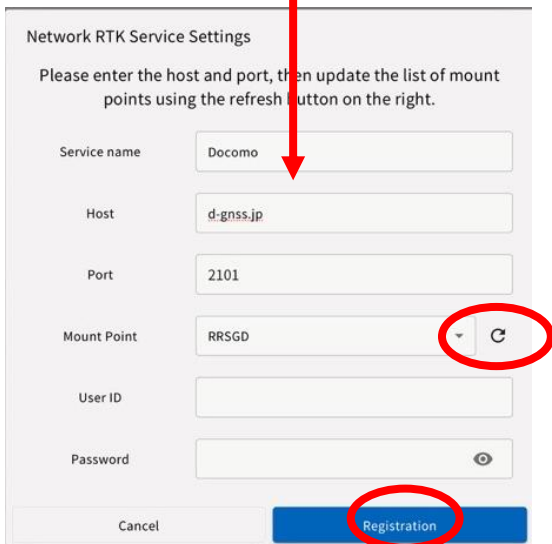 Network RTK Service Settings
Please enter the host and port, then update the list of mount
points using the refresh button on the right.
Service name Docomo
Host d-gnss.jp
Port 2101
Mount Point RRSGD
User ID
Password
Cancel Registration